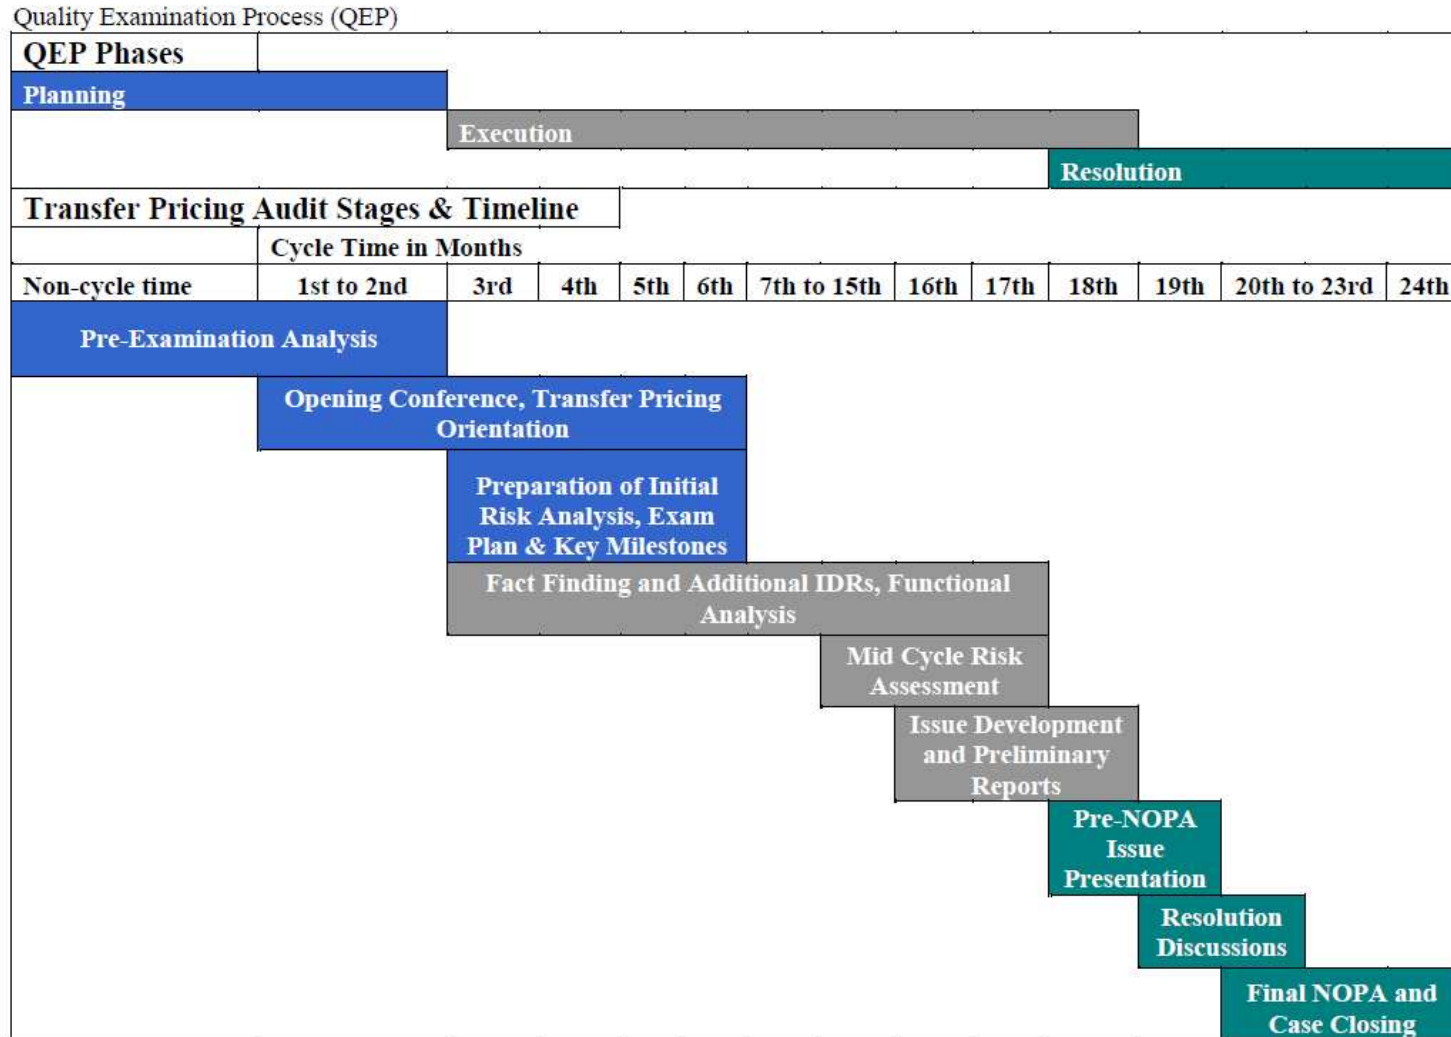 Quality Examination Process (QEP)
QEP Phases
Planning
Execution
Resolution
Transfer Pricing Audit Stages & Timeline
Cycle Time in Months
Non-cycle time 1st to 2nd 3rd 4th 5th 6th 7th to 15th 16th 17th 18th 19th 20th to 23rd 24th
Pre-Examination Analysis
Opening Conference, Transfer Pricing
Orientation
Preparation of Initial
Risk Analysis, Exam
Plan & Key Milestones
Fact Finding and Additional IDRs, Functional
Analysis
Mid Cycle Risk
Assessment
Issue Development
and Preliminary
Reports
Pre-NOPA
Issue
Presentation
Resolution
Discussions
Final NOPA and
Case Closing